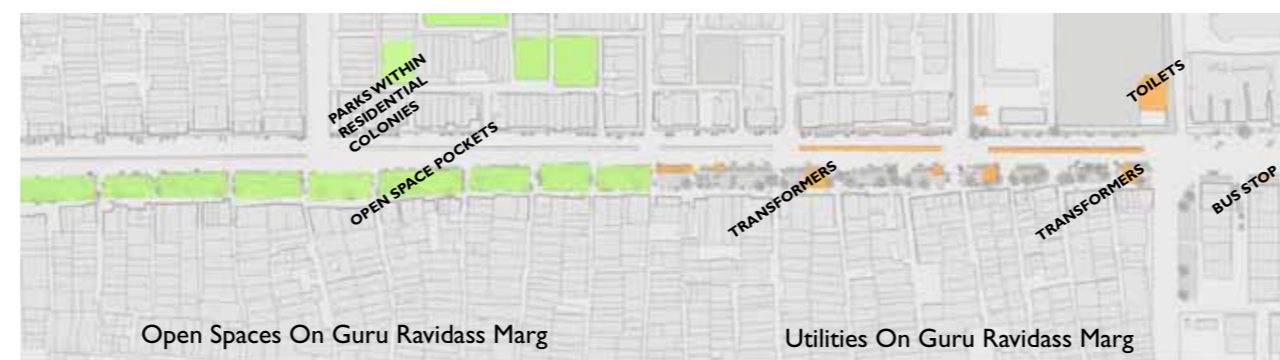 PARKS WITHIN
RESIDENTIAL
COLONIES
OPEN SPACE POCKETS
TRANSFORMERS
TRANSFORMERS
TOILETS
BUS STOP
Open Spaces On Guru Ravidass Marg
Utilities On Guru Ravidass Marg